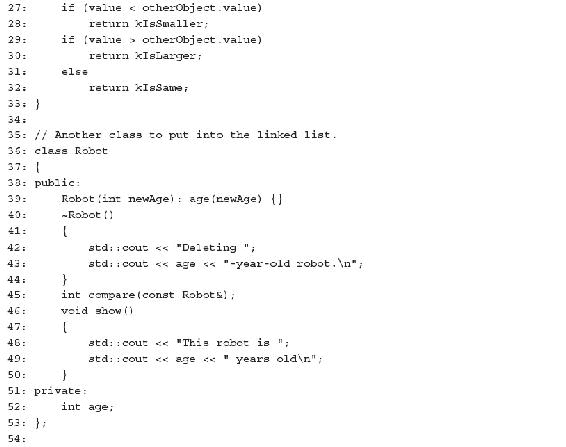 27:     if (value < otherObject.value)
28:         return kIsSmaller;
29:     if (value > otherObject.value)
30:         return kIsLarger;
31:     else
32:         return kIsSame;
33: }
34:
35: // Another class to put into the linked list.
36: class Robot
37: {
38: public:
39:     Robot(int newAge): age(newAge) {}
40:     ~Robot()
41:     {
42:         std::cout << "Deleting ";
43:         std::cout << age << "-year-old robot.\n";
44:     }
45:     int compare(const Robot&);
46:     void show()
47:     {
48:         std::cout << "This robot is ";
49:         std::cout << age << " years old\n";
50:     }
51: private:
52:     int age;
53: };
54: